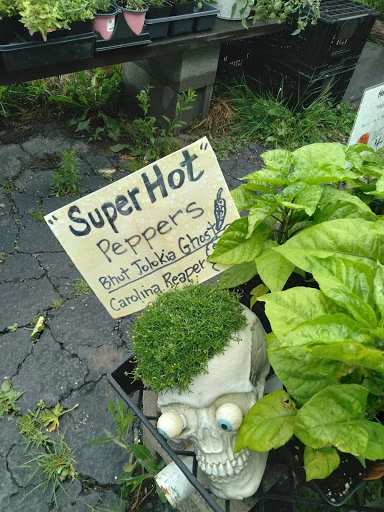 "Super Hot"
Peppers
Bhut Jolokia Ghost
Carolina Reaper